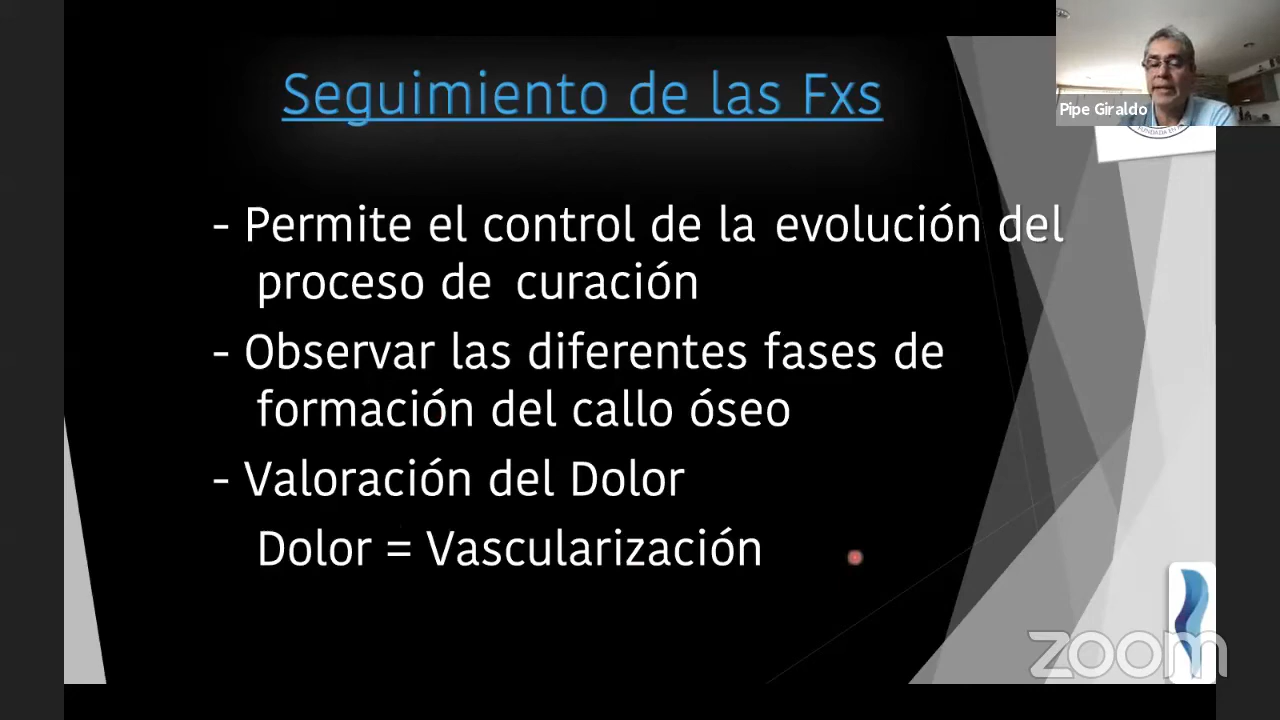 Seguimiento de las Fxs
Pipe Giraldo
- Permite el control de la evolución del
proceso de curación
- Observar las diferentes fases de
formación del callo óseo
- Valoración del Dolor
Dolor = Vascularización
zoom